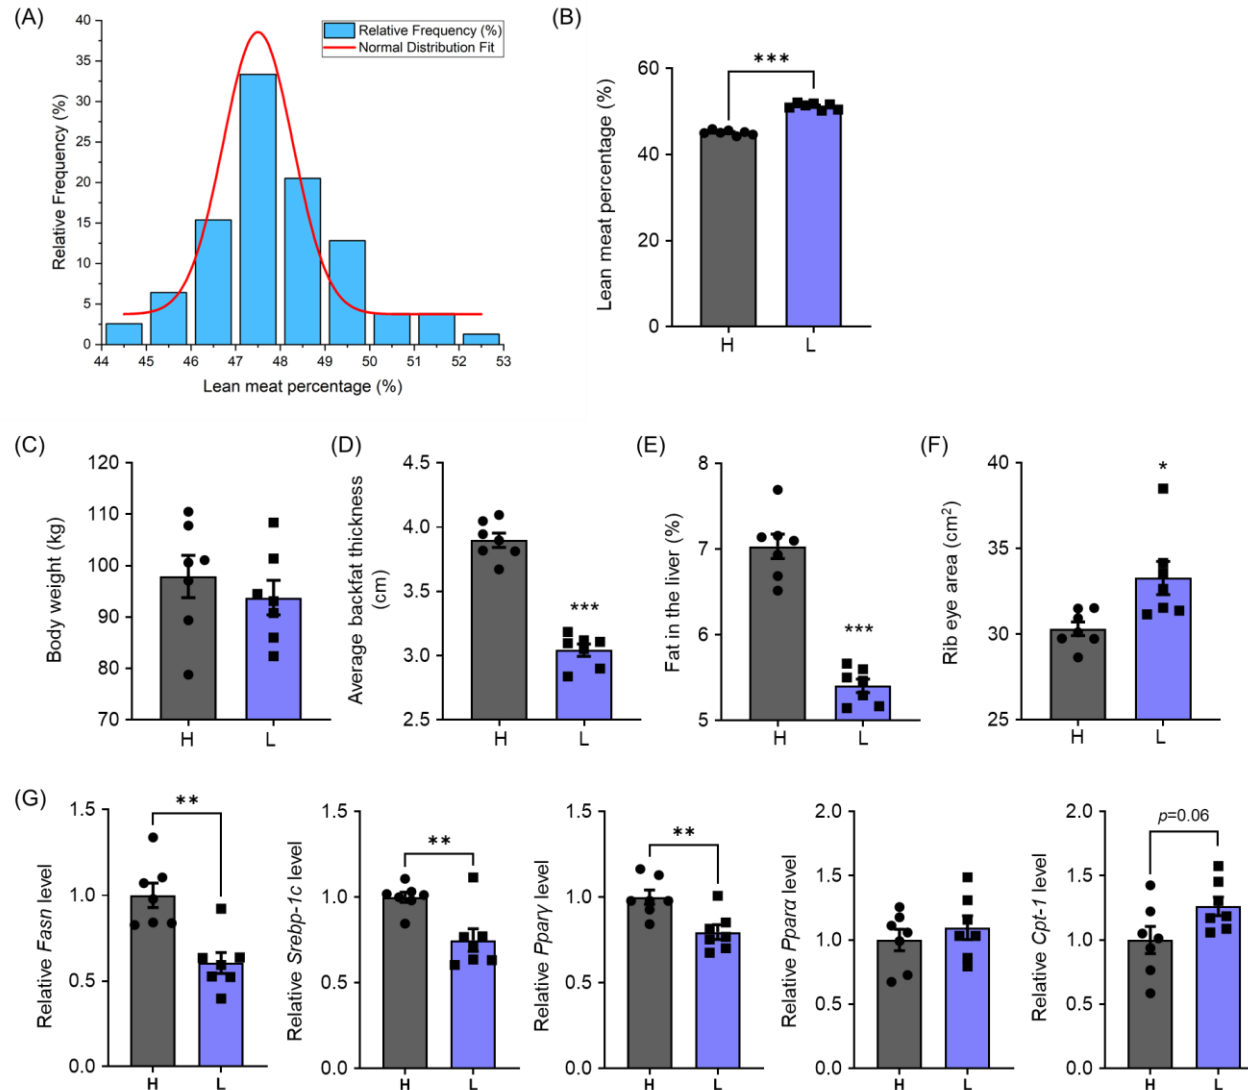 (A)
Relative Frequency (%)
Normal Distribution Fit
40
35
30
25
20
15
10
5
0
Relative Frequency (%)
44 45 46 47 48 49 50 51 52 53
Lean meat percentage (%)
(B)
***
60
40
20
0
Lean meat percentage (%)
H L
(C)
120
110
100
90
80
70
Body weight (kg)
H L
(D)
4.5
4.0
3.5
3.0
2.5
Average backfat thickness
(cm)
***
H L
(E)
8
7
6
5
Fat in the liver (%)
***
H L
(F)
40
35
30
25
Rib eye area (cm²)
*
H L
(G)
1.5
1.0
0.5
0.0
Relative Fasn level
**
H L
1.5
1.0
0.5
0.0
Relative Srebp-1c level
**
H L
1.5
1.0
0.5
0.0
Relative Pparγ level
**
H L
2.0
1.5
1.0
0.5
0.0
Relative Pparα level
H L
2.0
1.5
1.0
0.5
0.0
Relative Cpt-1 level
p=0.06
H L